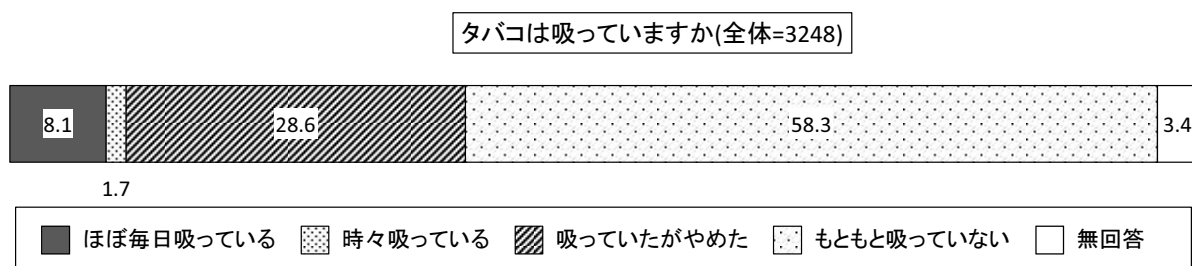 タバコは吸っていますか(全体=3248)
8.1 28.6 58.3 3.4
1.7
ほぼ毎日吸っている 時々吸っている 吸っていたがやめた もともと吸っていない 無回答